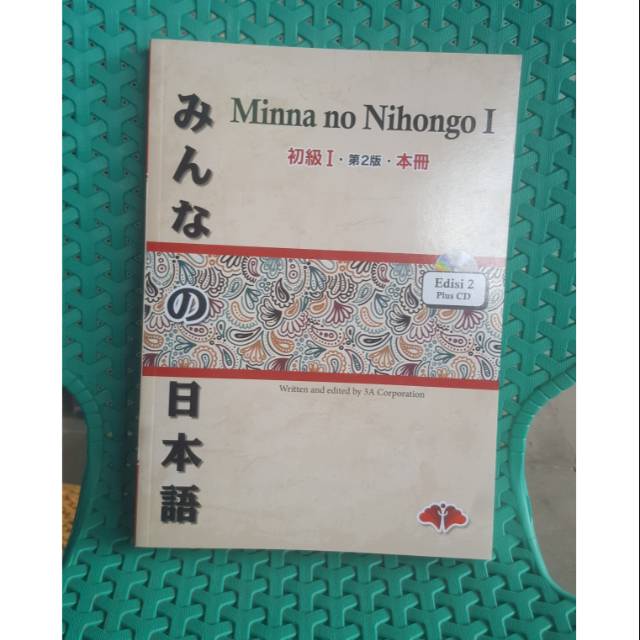 みんなの日本語
Minna no Nihongo I
初級 I・第2版・本冊
Edisi 2
Plus CD
Written and edited by 3A Corporation